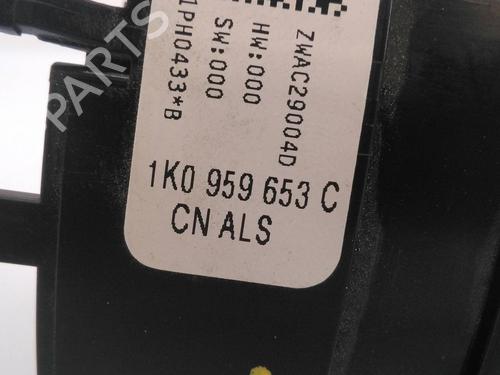 ZWAC29004D
HW:000
SW:000
1PH0433*B
1K0 959 653 C
CN ALS
PARTS